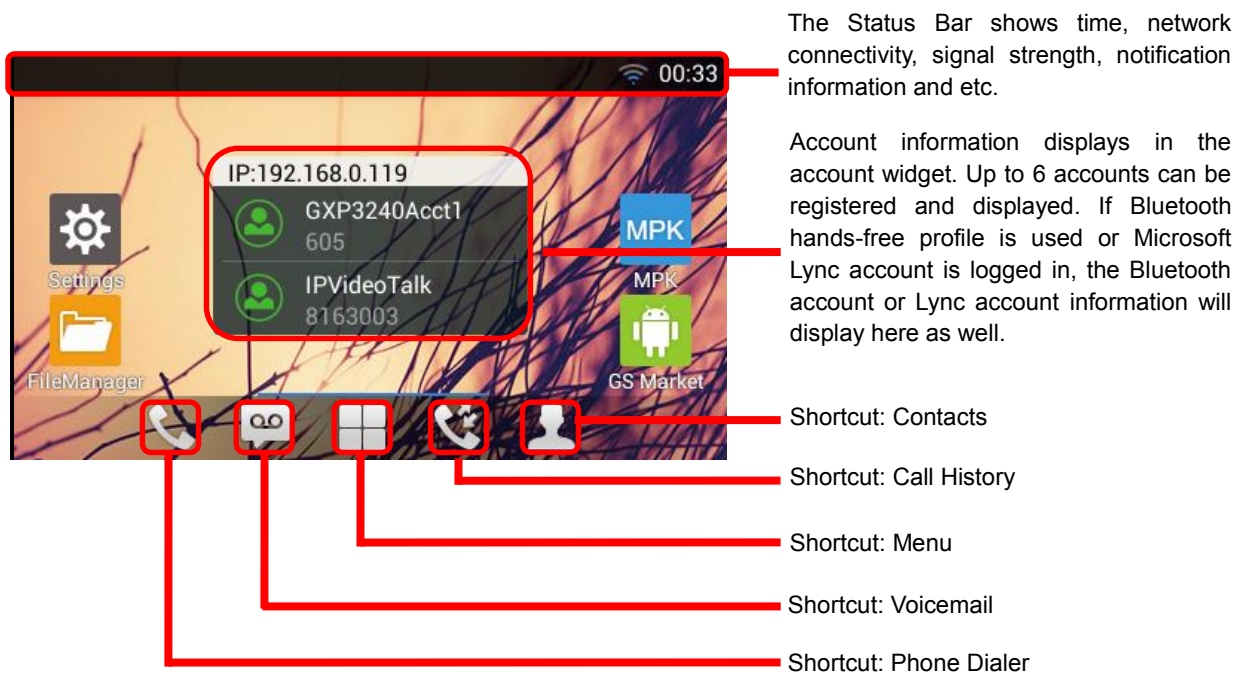 The Status Bar shows time, network
connectivity, signal strength, notification
information and etc.
00:33
Account information displays in the
account widget. Up to 6 accounts can be
registered and displayed. If Bluetooth
hands-free profile is used or Microsoft
Lync account is logged in, the Bluetooth
account or Lync account information will
display here as well.
IP:192.168.0.119
GXP3240Acct1
605
IPVideoTalk
8163003
Settings
FileManager
MPK
MPK
GS Market
Shortcut: Contacts
Shortcut: Call History
Shortcut: Menu
Shortcut: Voicemail
Shortcut: Phone Dialer